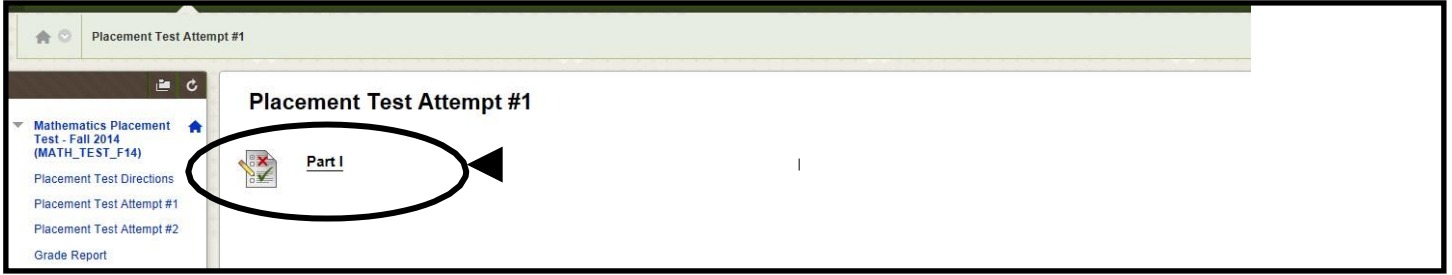 Placement Test Attempt #1
Placement Test Attempt #1
Mathematics Placement
Test - Fall 2014
(MATH_TEST_F14)
Placement Test Directions
Placement Test Attempt #1
Placement Test Attempt #2
Grade Report
Part I